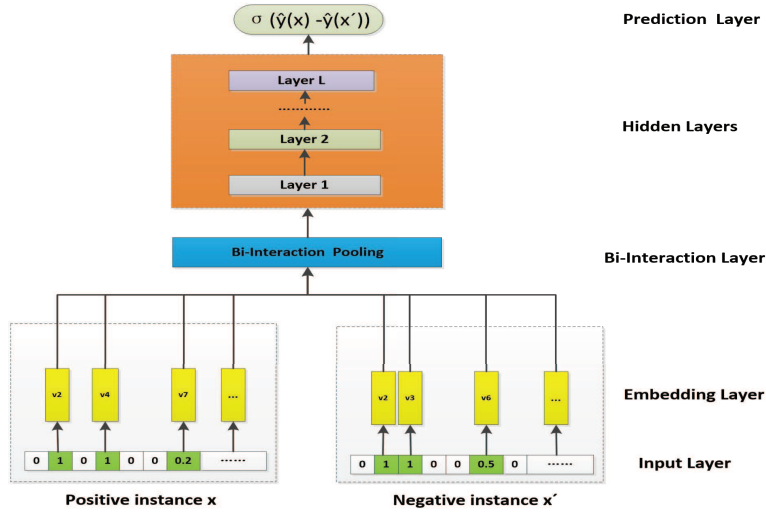 σ (ŷ(x) -ŷ(x´))
Prediction Layer
Layer L
............
Layer 2
Hidden Layers
Layer 1
Bi-Interaction Pooling
Bi-Interaction Layer
v2 v4 v7 ... v2 v3 v6 ...
Embedding Layer
0 1 0 1 0 0 0.2 ...... 0 1 1 0 0 0.5 0 ......
Input Layer
Positive instance x
Negative instance x´